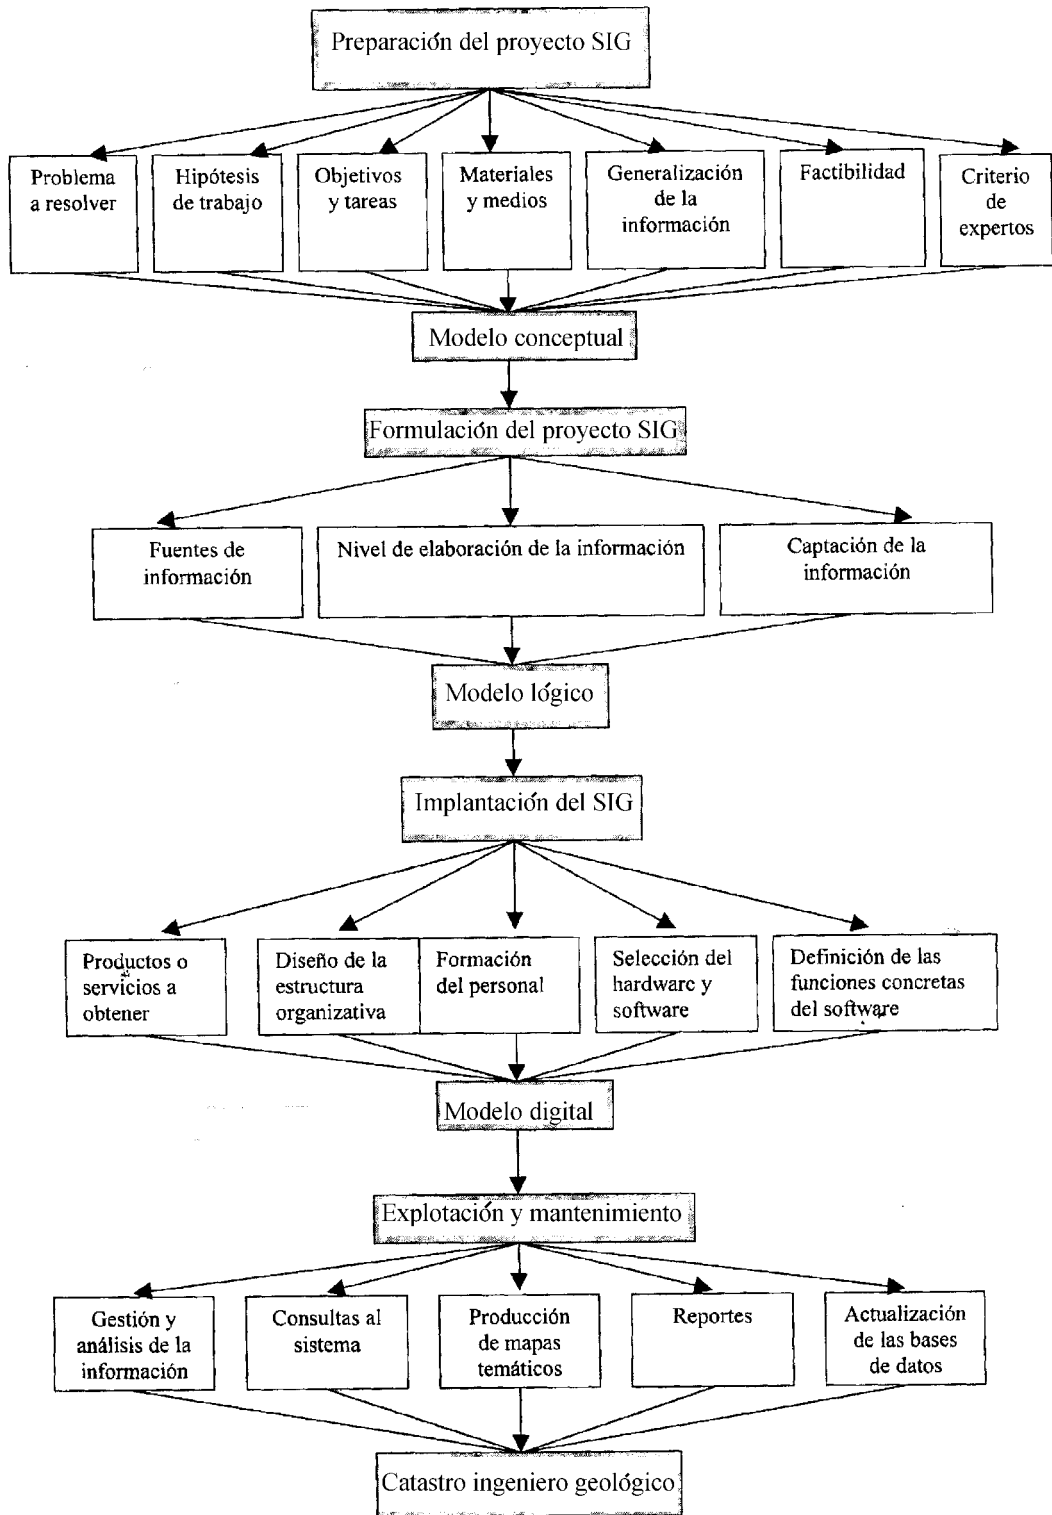 Preparación del proyecto SIG
Problema
a resolver
Hipótesis
de trabajo
Objetivos
y tareas
Materiales
y medios
Generalización
de la
información
Factibilidad
Criterio
de
expertos
Modelo conceptual
Formulación del proyecto SIG
Fuentes de
información
Nivel de elaboración de la información
Captación de la
información
Modelo lógico
Implantación del SIG
Productos o
servicios a
obtener
Diseño de la
estructura
organizativa
Formación
del personal
Selección del
hardware y
software
Definición de las
funciones concretas
del software
Modelo digital
Explotación y mantenimiento
Gestión y
análisis de la
información
Consultas al
sistema
Producción
de mapas
temáticos
Reportes
Actualización
de las bases
de datos
Catastro ingeniero geológico